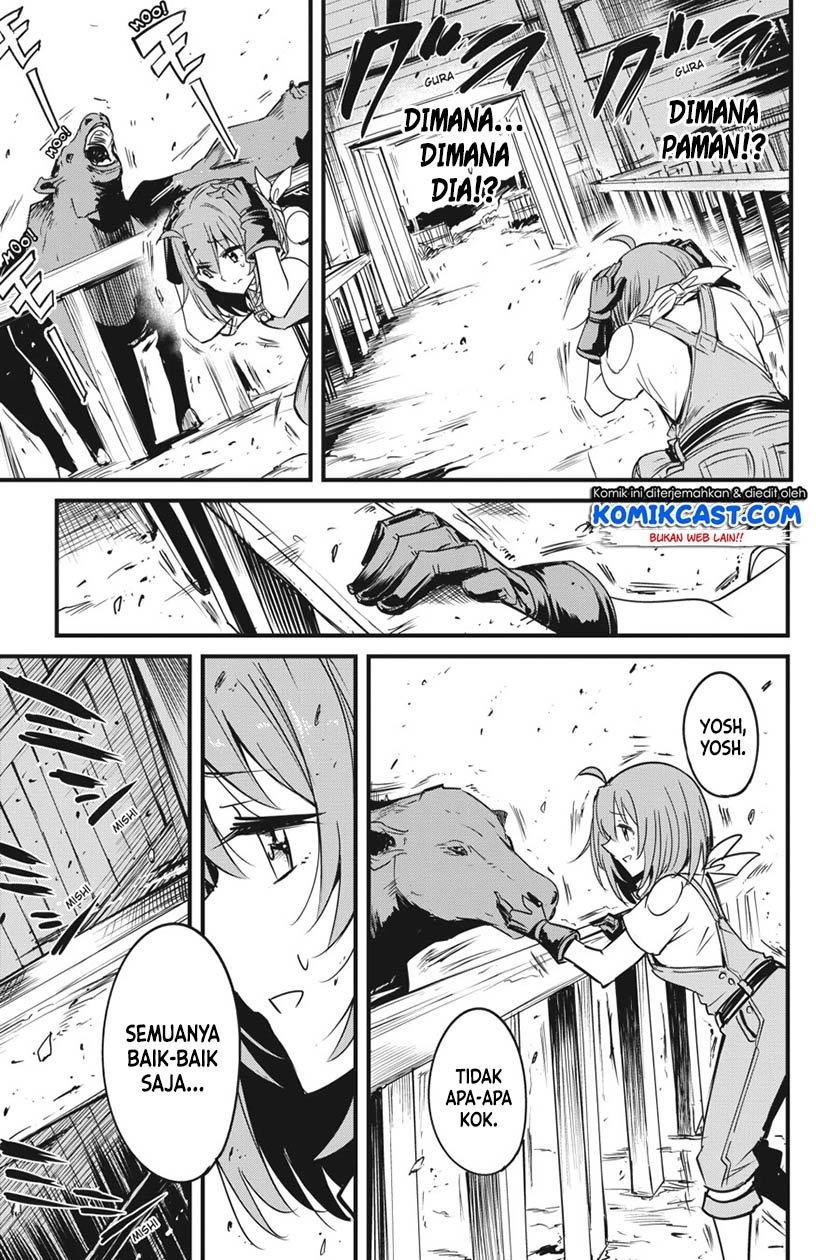 グラ
GURA
グラ
GURA
DIMANA
PAMAN!?
DIMANA...
DIMANA
DIA!?
MOO!
モー
MOO!
モー
MOO!
MOO!
モー
Komik ini diterjemahkan & diedit oleh
KOMIKCAST.COM
BUKAN WEB LAIN!!
YOSH,
YOSH.
TIDAK
APA-APA
KOK.
SEMUANYA
BAIK-BAIK
SAJA...
MISHI
MISHI
MISHI
MISHI